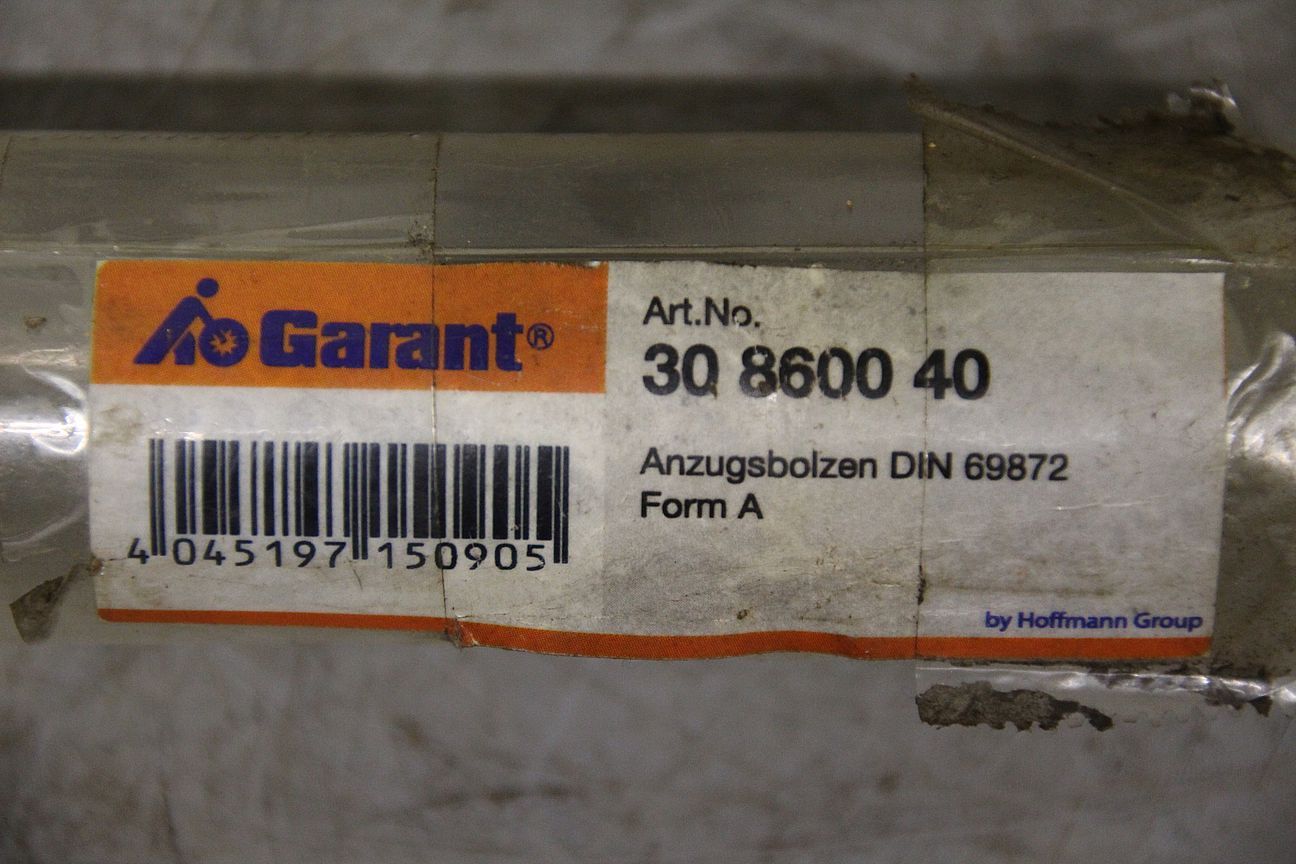 Garant®
Art.No.
30 8600 40
Anzugsbolzen DIN 69872
Form A
4 045197 150905
by Hoffmann Group